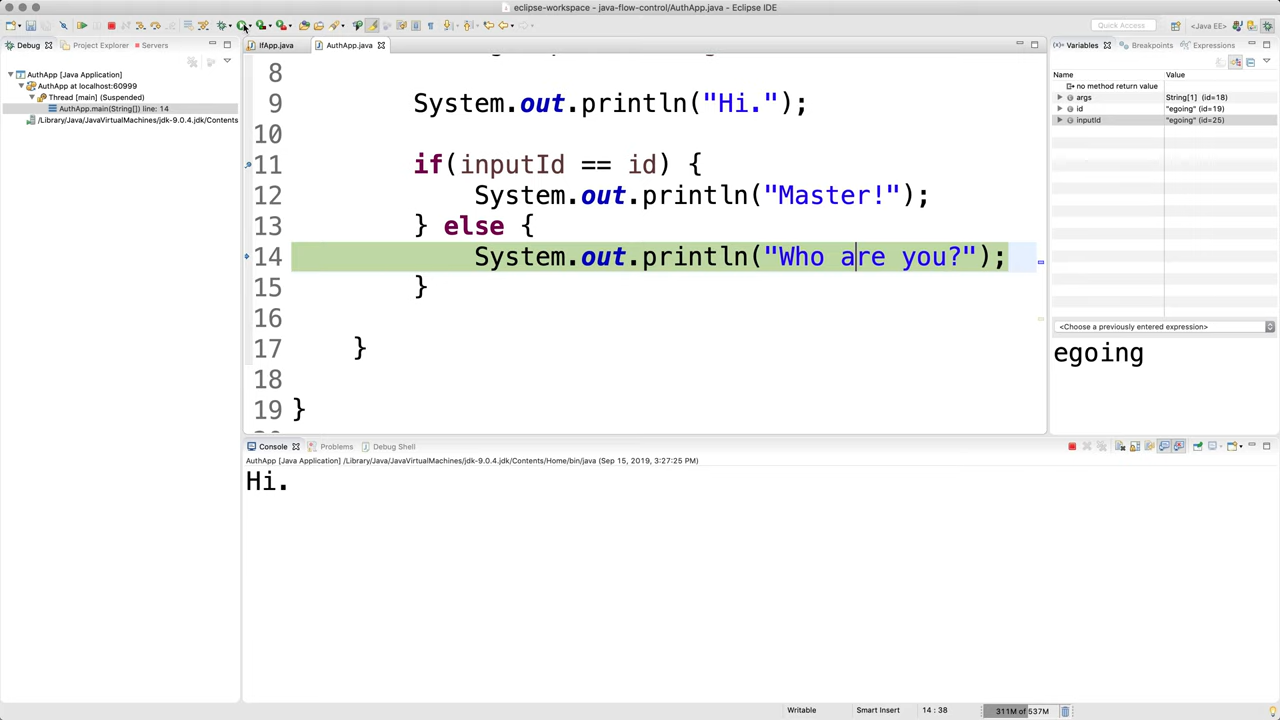 eclipse-workspace - java-flow-control/AuthApp.java - Eclipse IDE
Quick Access
<Java EE>
Debug
Project Explorer
Servers
AuthApp [Java Application]
AuthApp at localhost:60999
Thread [main] (Suspended)
AuthApp.main(String[]) line: 14
/Library/Java/JavaVirtualMachines/jdk-9.0.4.jdk/Contents
IfApp.java
AuthApp.java
8
9 System.out.println("Hi.");
10
11 if(inputId == id) {
12 System.out.println("Master!");
13 } else {
14 System.out.println("Who are you?");
15 }
16
17 }
18
19 }
Variables
Breakpoints
Expressions
Name Value
no method return value
args String[1] (id=18)
id "egoing" (id=19)
inputId "egoing" (id=25)
<Choose a previously entered expression>
egoing
Console
Problems
Debug Shell
AuthApp [Java Application] /Library/Java/JavaVirtualMachines/jdk-9.0.4.jdk/Contents/Home/bin/java (Sep 15, 2019, 3:27:25 PM)
Hi.
Writable
Smart Insert
14 : 38
311M of 537M